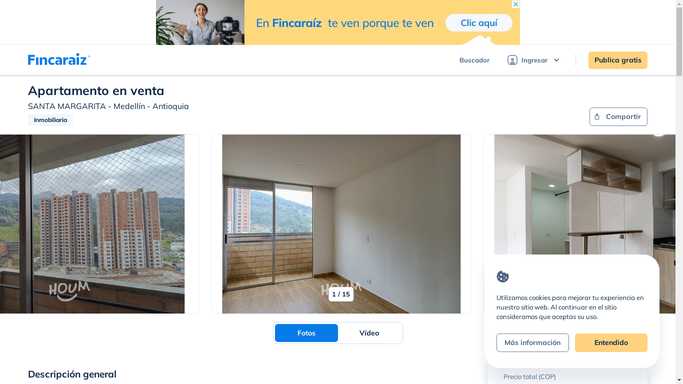 En Fincaraíz te ven porque te ven
Clic aquí
Fincaraíz
Buscador
Ingresar
Publica gratis
Apartamento en venta
SANTA MARGARITA - Medellín - Antioquia
Inmobiliaria
Compartir
HOUM
HOUM
1 / 15
Utilizamos cookies para mejorar tu experiencia en
nuestro sitio web. Al continuar en el sitio
consideramos que aceptas su uso.
Más información
Entendido
Fotos
Vídeo
Descripción general
Precio total (COP)